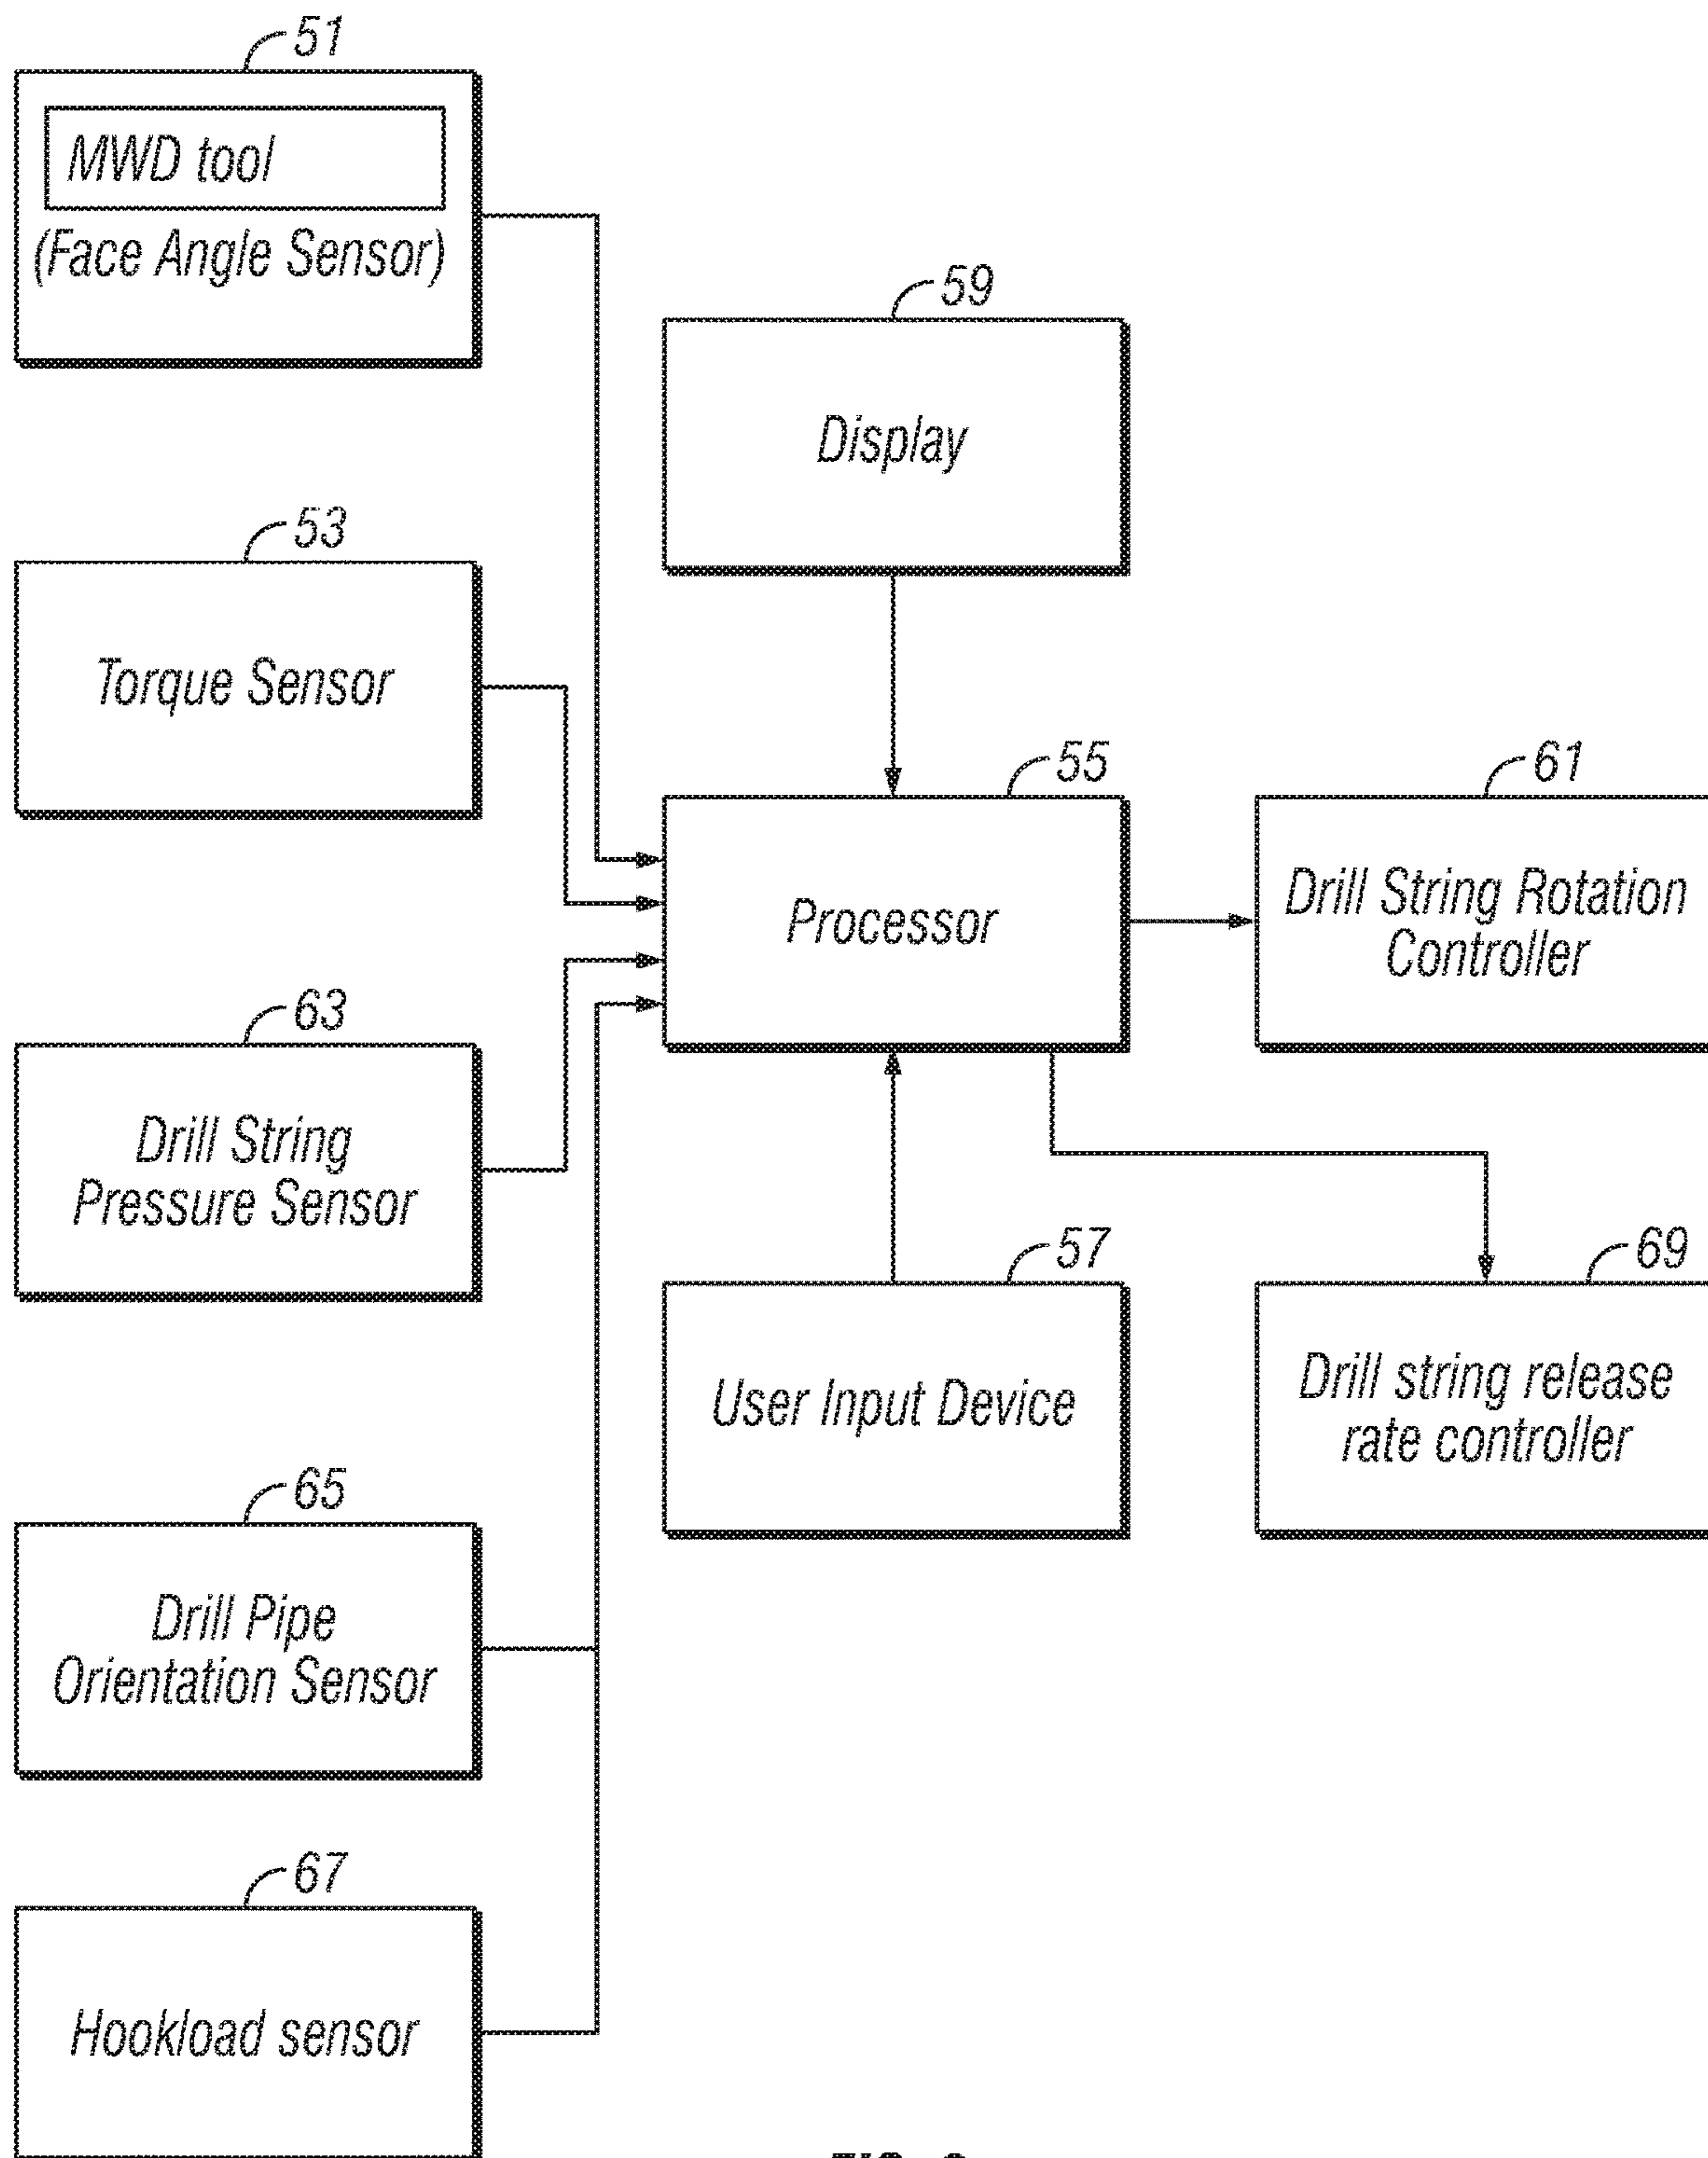 51
MWD tool
(Face Angle Sensor)
59
Display
53
Torque Sensor
55
Processor
61
Drill String Rotation
Controller
63
Drill String
Pressure Sensor
57
User Input Device
69
Drill string release
rate controller
65
Drill Pipe
Orientation Sensor
67
Hookload sensor